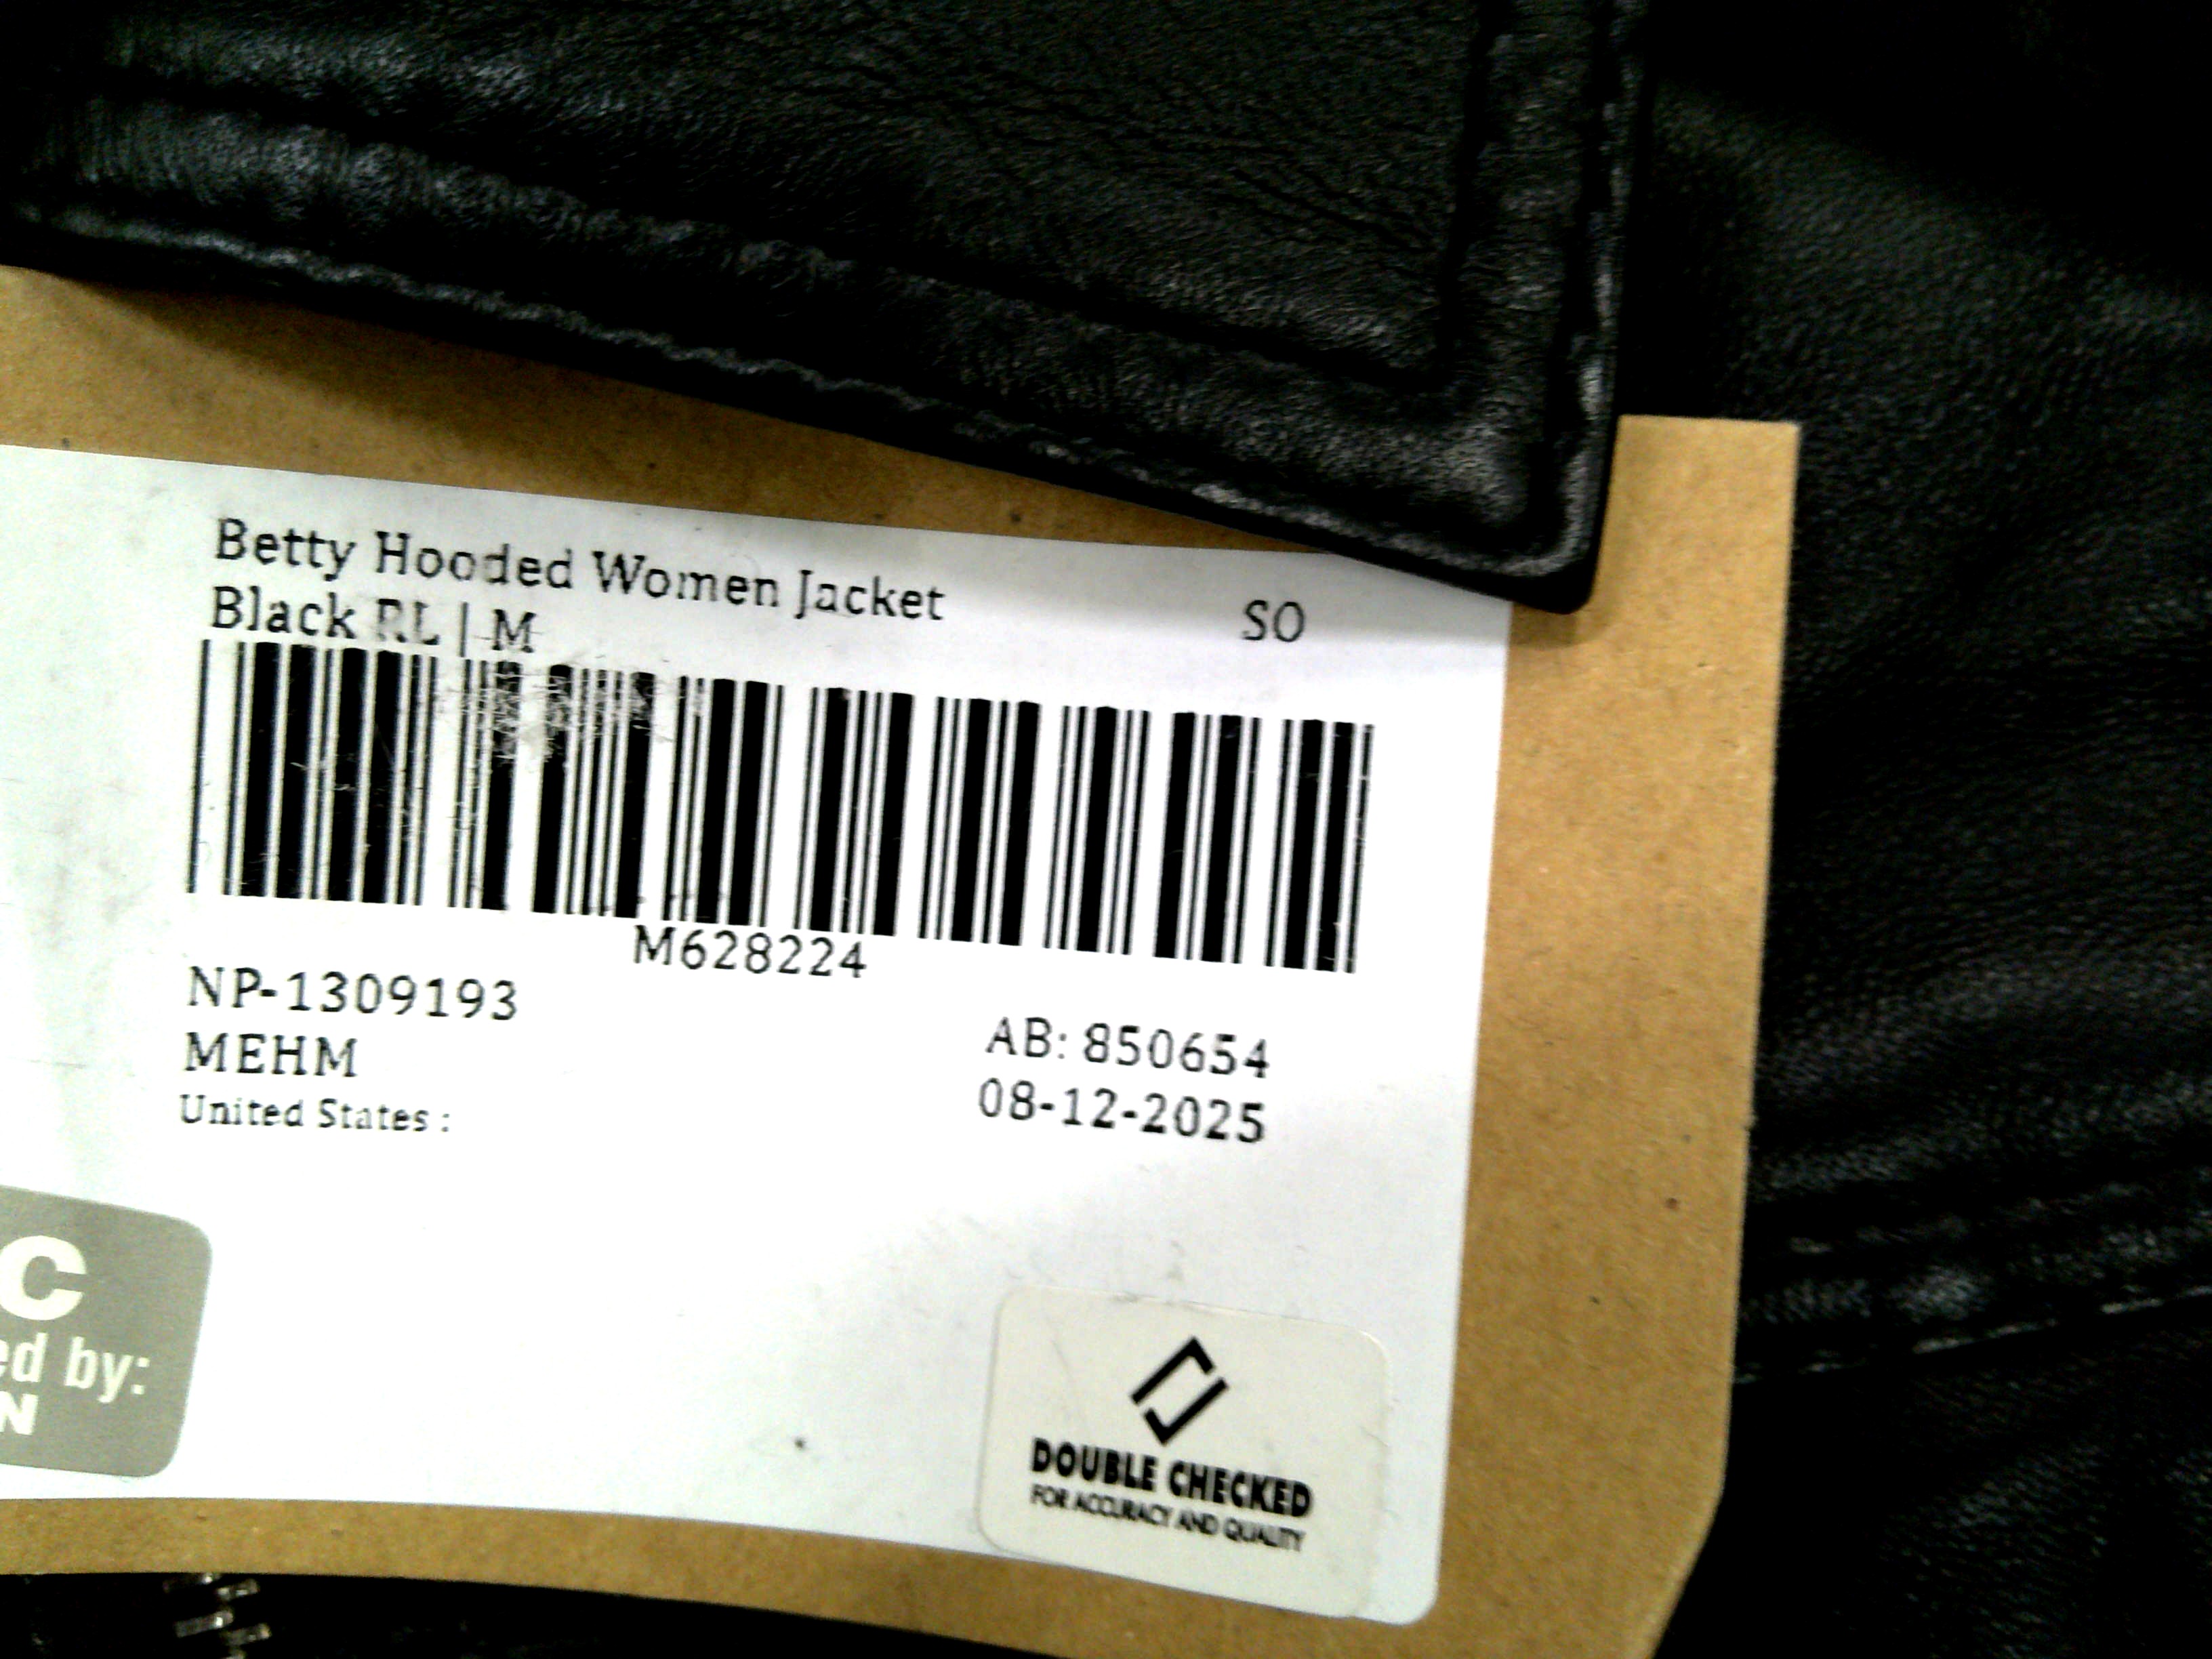 Betty Hooded Women Jacket
Black RL | M
SO
M628224
NP-1309193
MEHM
United States :
AB: 850654
08-12-2025
C
ed by:
N
DOUBLE CHECKED
FOR ACCURACY AND QUALITY